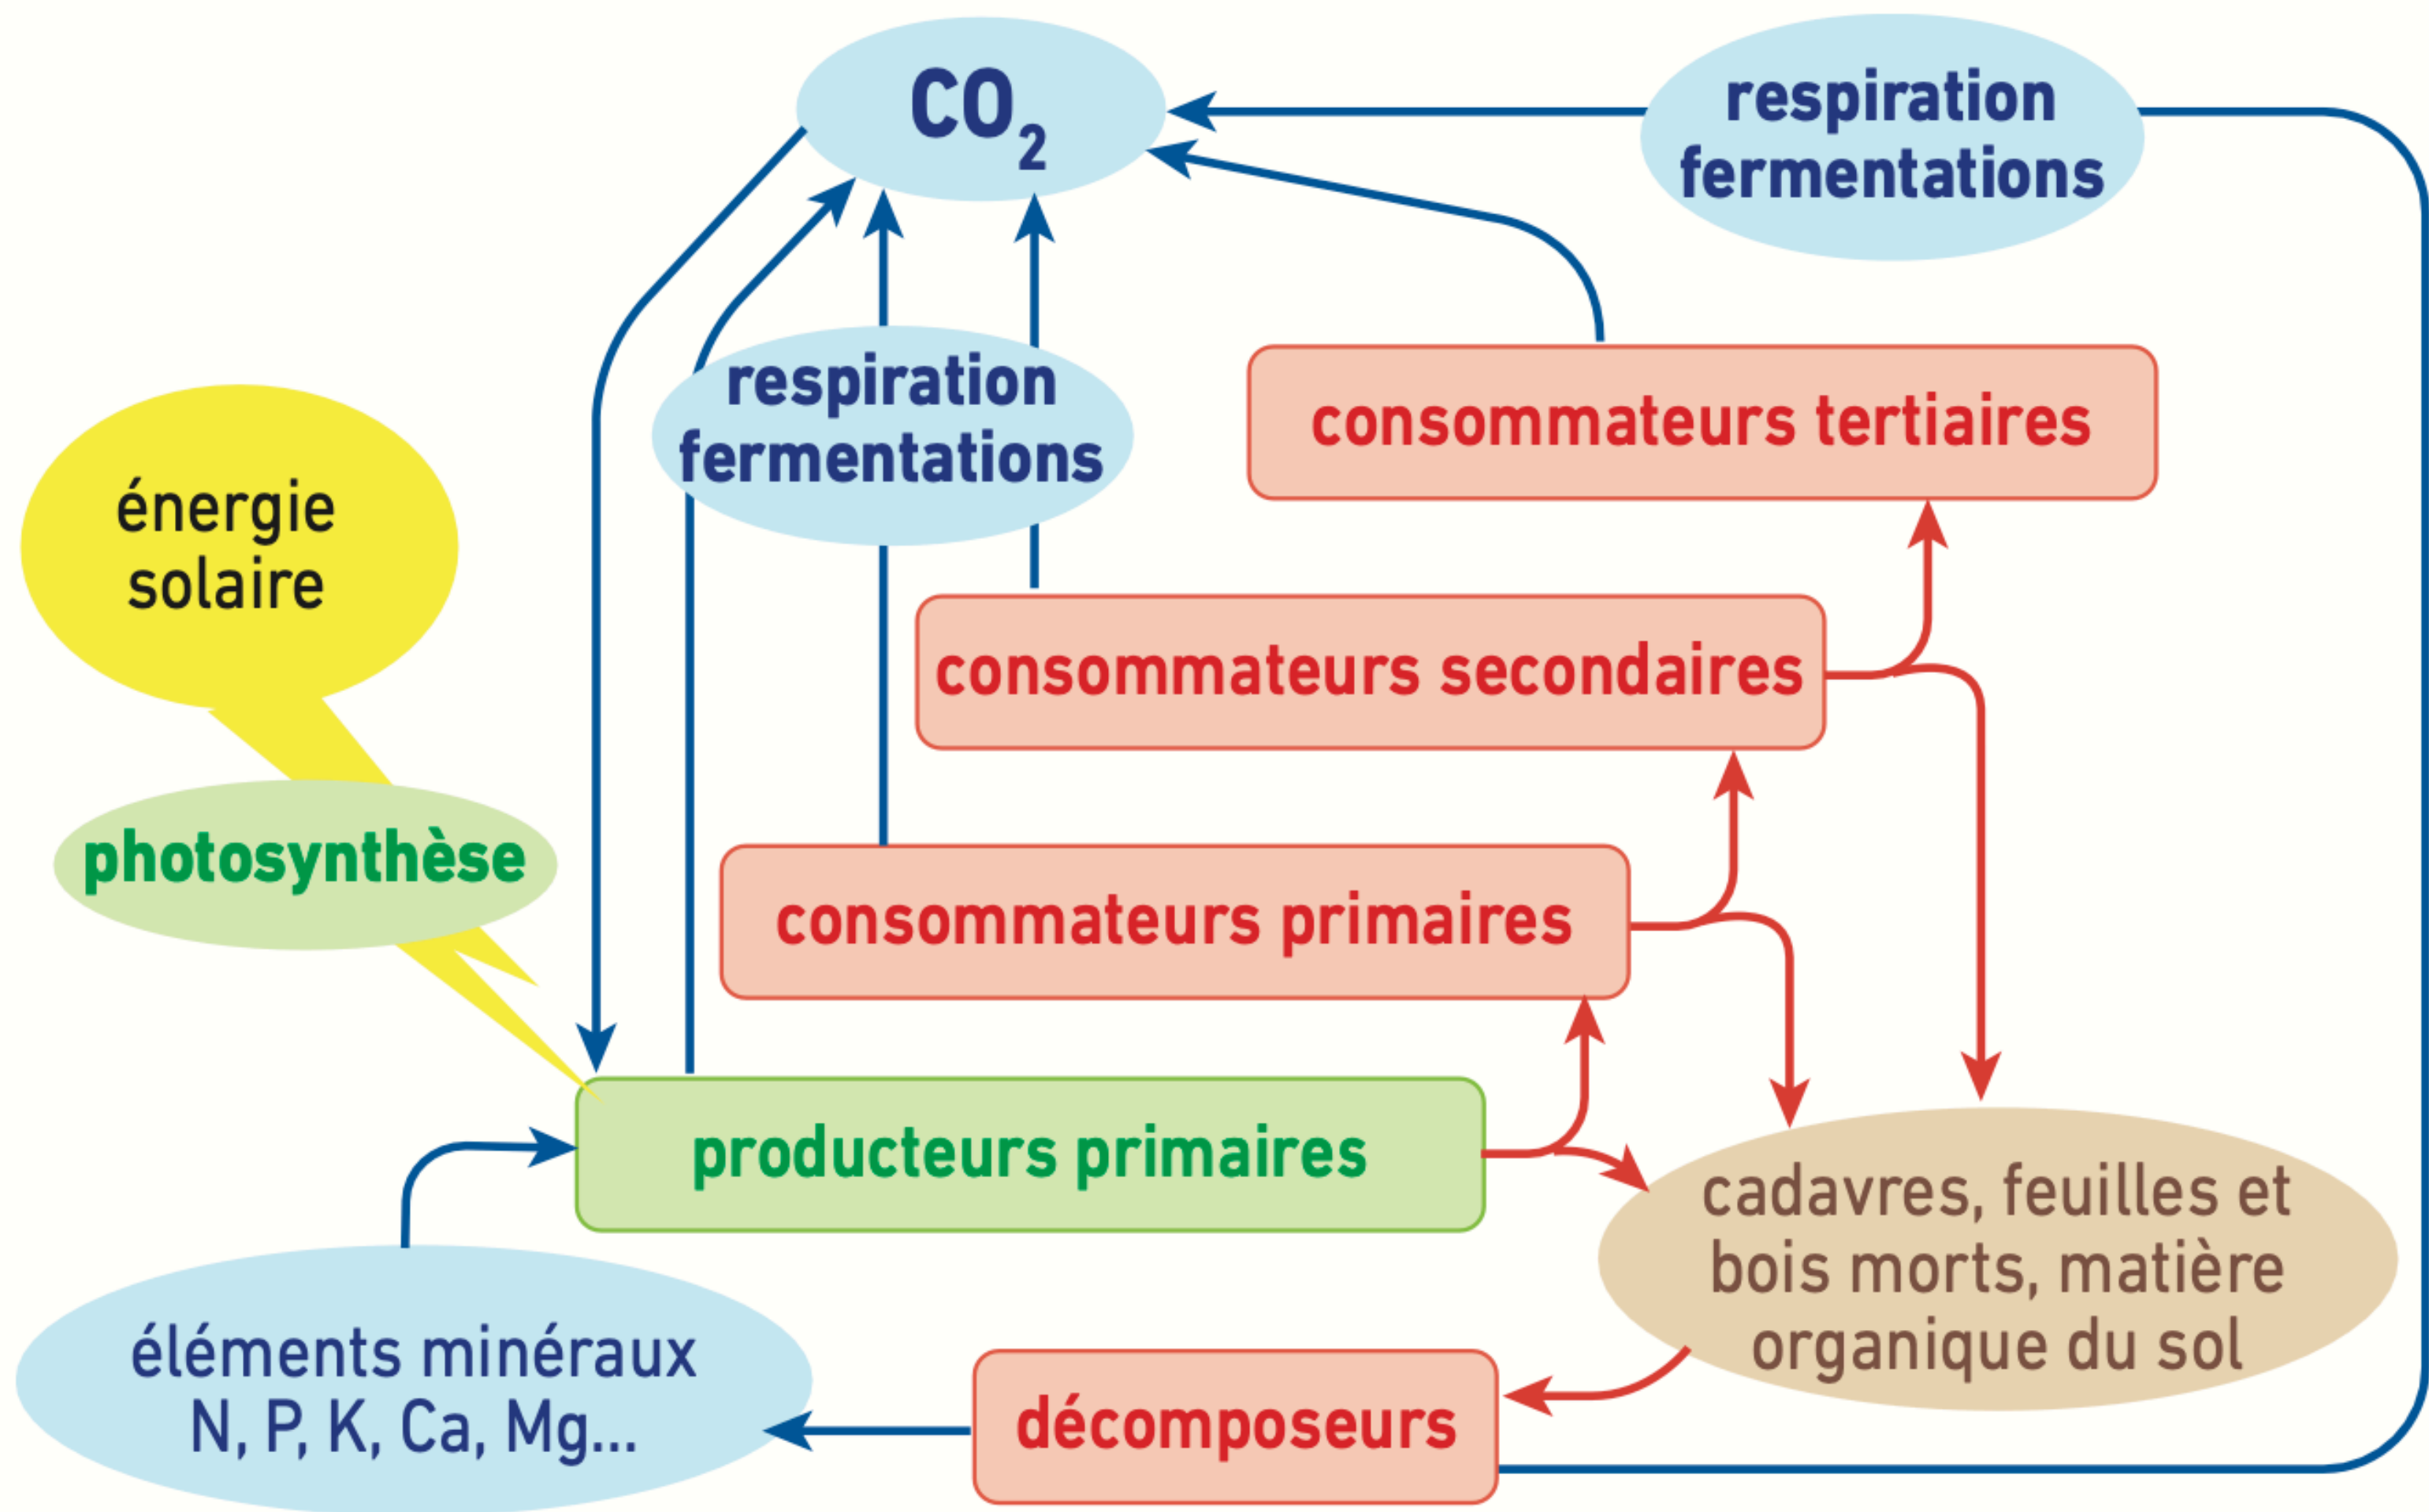 CO₂
respiration
fermentations
respiration
fermentations
consommateurs tertiaires
énergie
solaire
consommateurs secondaires
photosynthèse
consommateurs primaires
producteurs primaires
cadavres, feuilles et
bois morts, matière
organique du sol
éléments minéraux
N, P, K, Ca, Mg...
décomposeurs